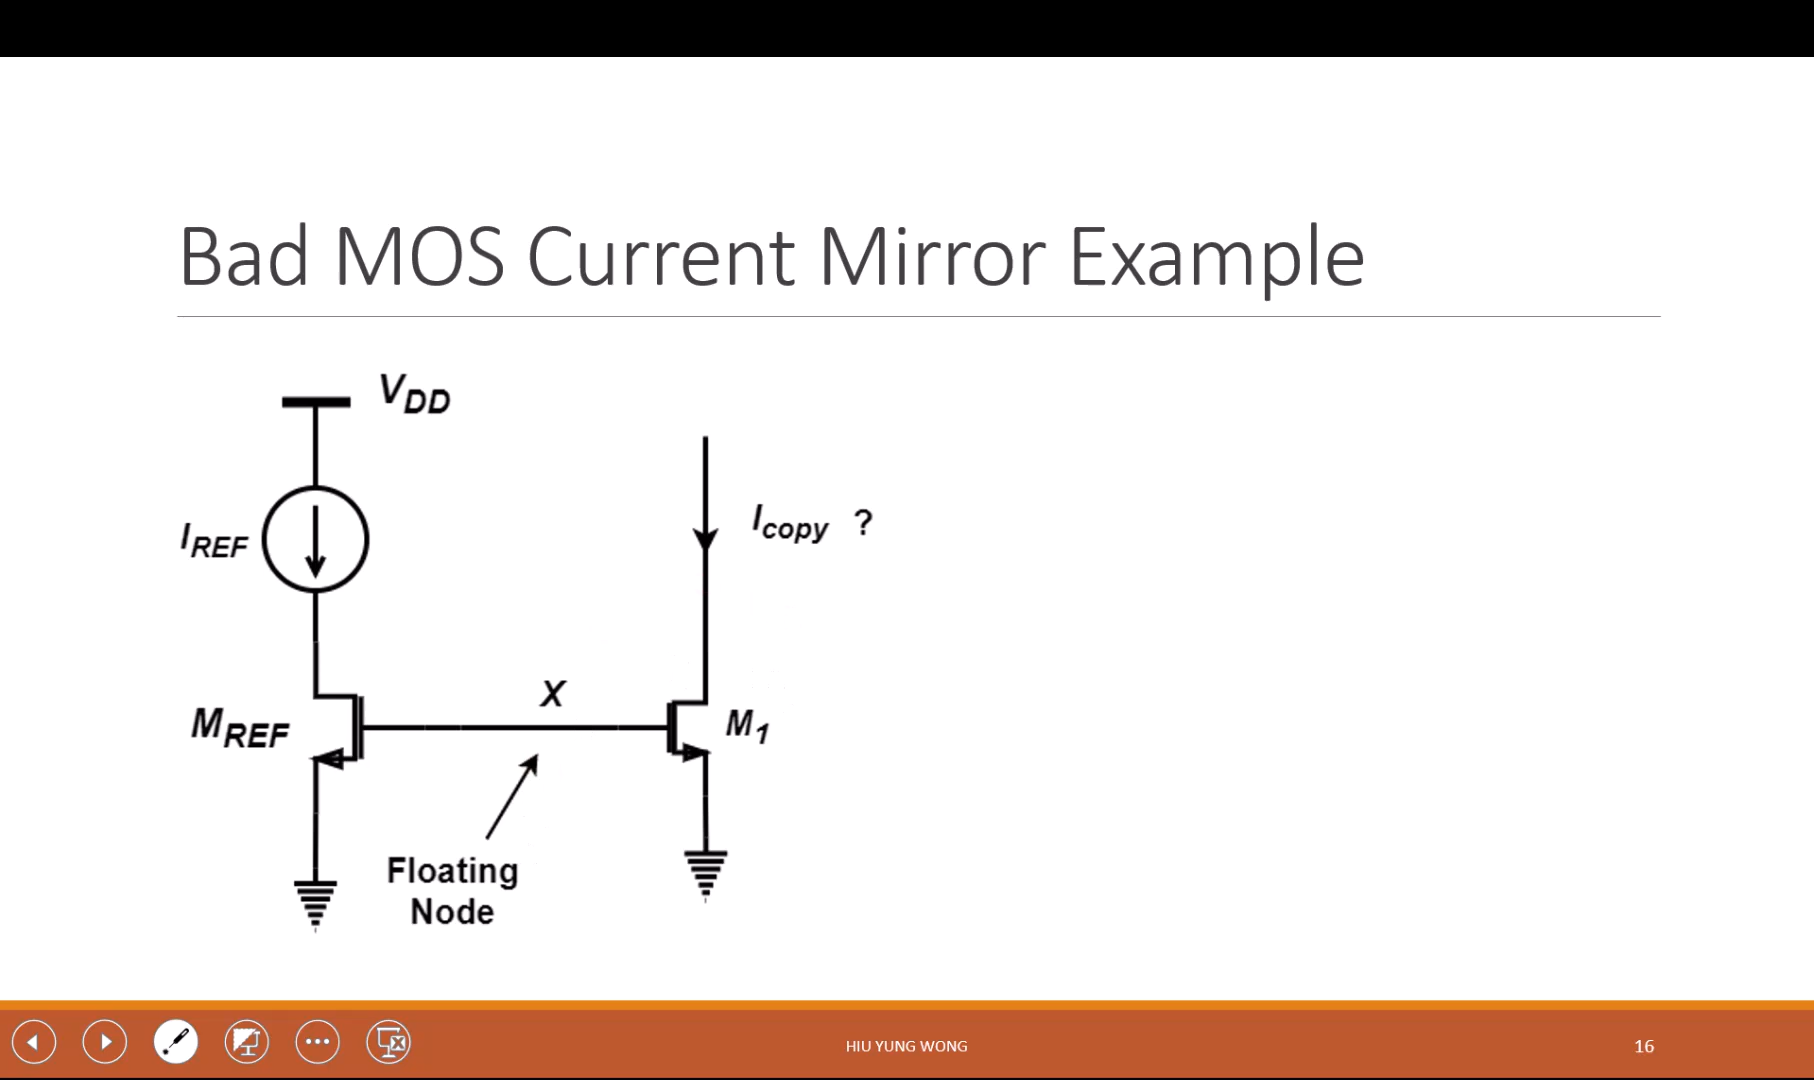 Bad MOS Current Mirror Example
VDD
IREF
Icopy ?
X
MREF
M1
Floating
Node
HIU YUNG WONG
16